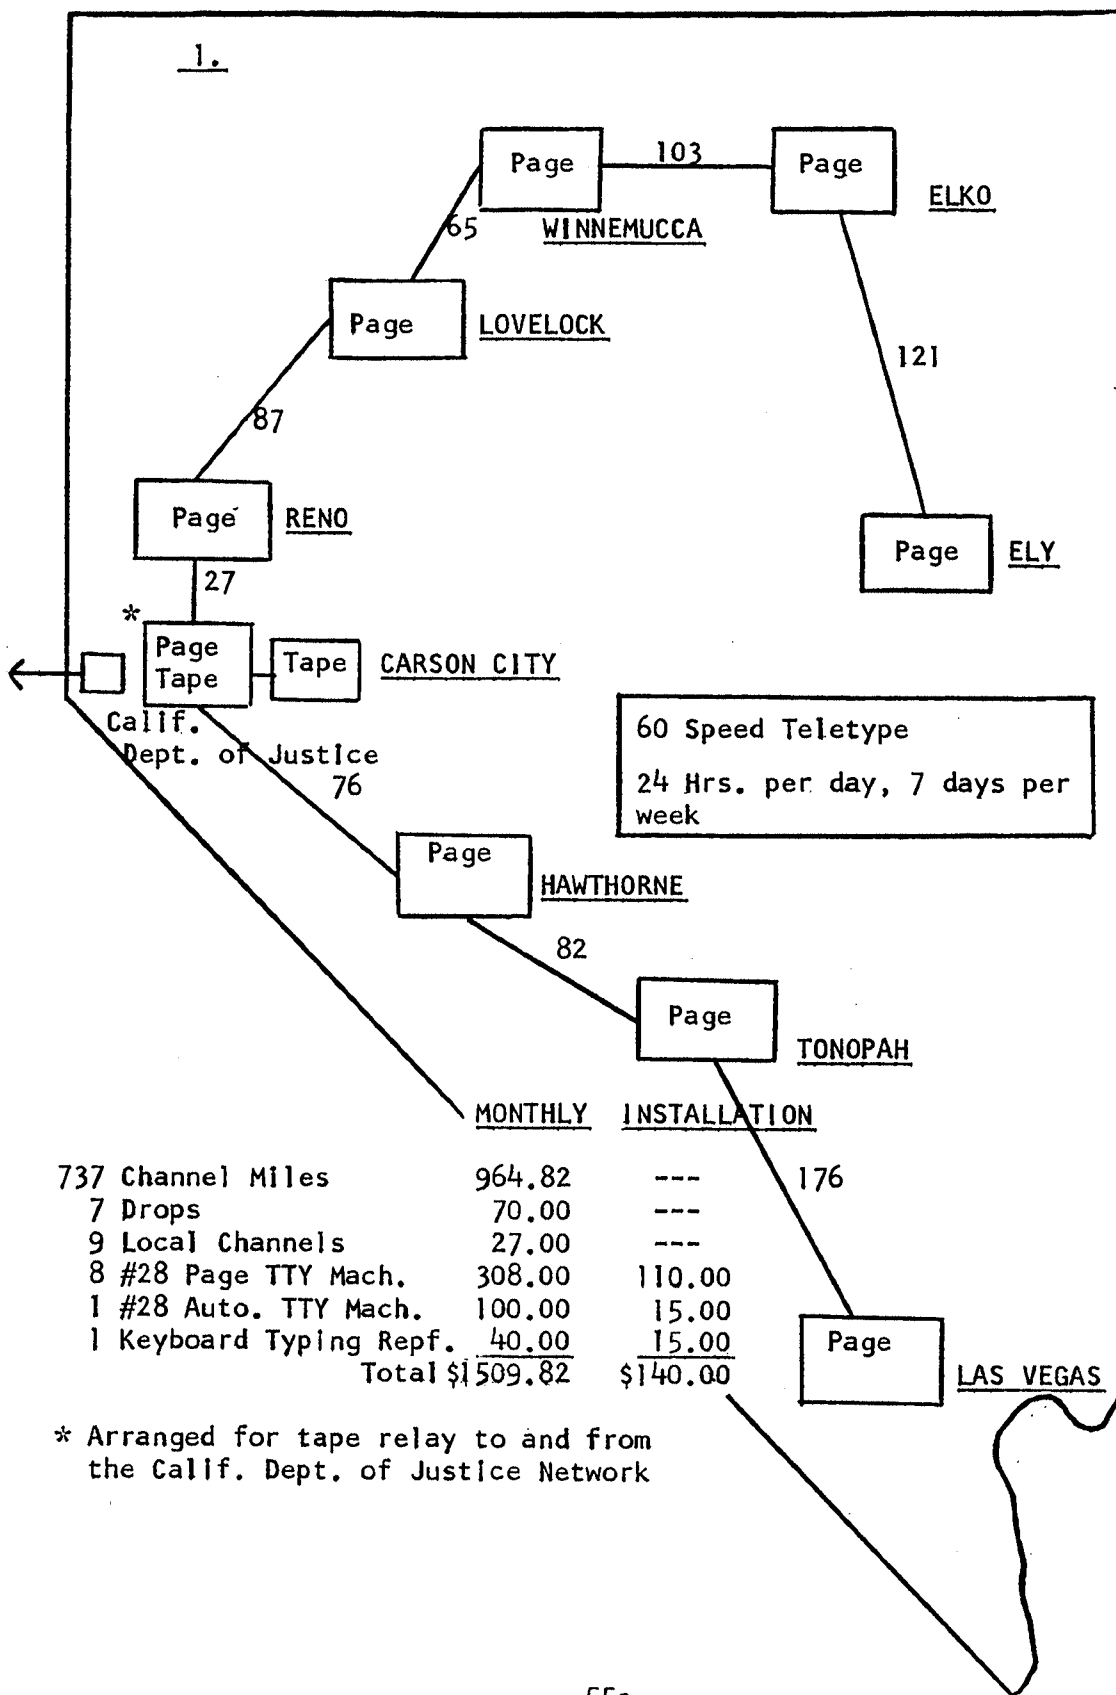 1.
Page 103 Page
ELKO
65 WINNEMUCCA
Page LOVELOCK
121
87
Page RENO
Page ELY
27
*
Page
Tape Tape CARSON CITY
Calif.
Dept. of Justice
76
60 Speed Teletype
24 Hrs. per day, 7 days per
week
Page
HAWTHORNE
82
Page
TONOPAH
MONTHLY INSTALLATION
176
737 Channel Miles 964.82 ---
7 Drops 70.00 ---
9 Local Channels 27.00 ---
8 #28 Page TTY Mach. 308.00 110.00
1 #28 Auto. TTY Mach. 100.00 15.00
1 Keyboard Typing Repf. 40.00 15.00
Total $1509.82 $140.00
Page
LAS VEGAS
* Arranged for tape relay to and from
the Calif. Dept. of Justice Network